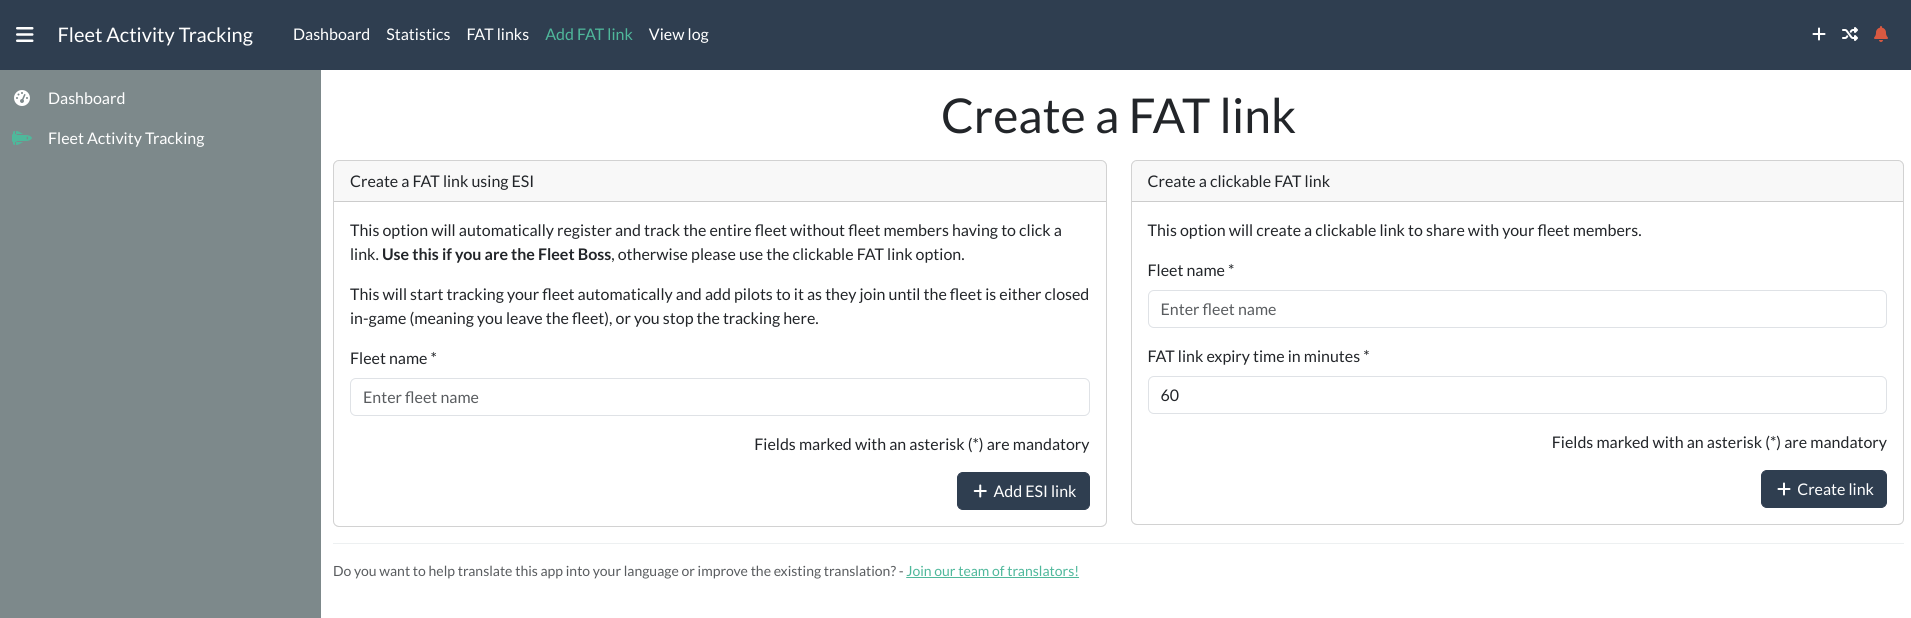 Fleet Activity Tracking
Dashboard Statistics FAT links Add FAT link View log
Dashboard
Fleet Activity Tracking
Create a FAT link
Create a FAT link using ESI
This option will automatically register and track the entire fleet without fleet members having to click a
link. Use this if you are the Fleet Boss, otherwise please use the clickable FAT link option.
This will start tracking your fleet automatically and add pilots to it as they join until the fleet is either closed
in-game (meaning you leave the fleet), or you stop the tracking here.
Fleet name *
Enter fleet name
Fields marked with an asterisk (*) are mandatory
Add ESI link
Create a clickable FAT link
This option will create a clickable link to share with your fleet members.
Fleet name *
Enter fleet name
FAT link expiry time in minutes *
60
Fields marked with an asterisk (*) are mandatory
Create link
Do you want to help translate this app into your language or improve the existing translation? - Join our team of translators!